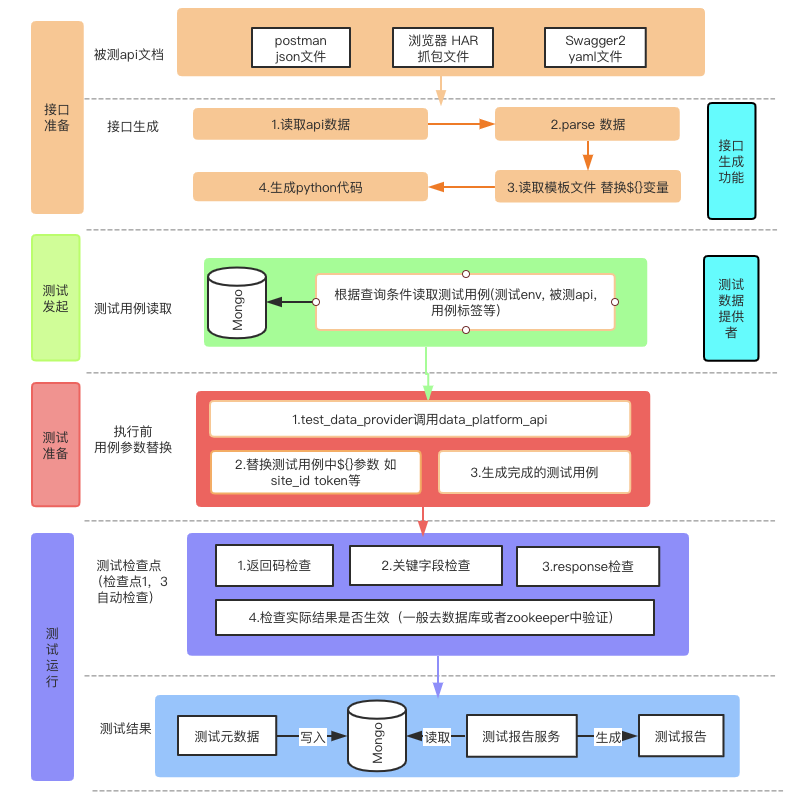 接口
准备
被测api文档
postman
json文件
浏览器 HAR
抓包文件
Swagger2
yaml文件
接口生成
1.读取api数据
2.parse 数据
4.生成python代码
3.读取模板文件 替换${}变量
接口
生成
功能
测试
发起
测试用例读取
Mongo
根据查询条件读取测试用例(测试env, 被测api,
用例标签等)
测试
数据
提供
者
测试
准备
执行前
用例参数替换
1.test_data_provider调用data_platform_api
2.替换测试用例中${}参数 如
site_id token等
3.生成完成的测试用例
测
试
运
行
测试检查点
(检查点1，3
自动检查)
1.返回码检查
2.关键字段检查
3.response检查
4.检查实际结果是否生效（一般去数据库或者zookeeper中验证）
测试结果
测试元数据
写入
Mongo
读取
测试报告服务
生成
测试报告